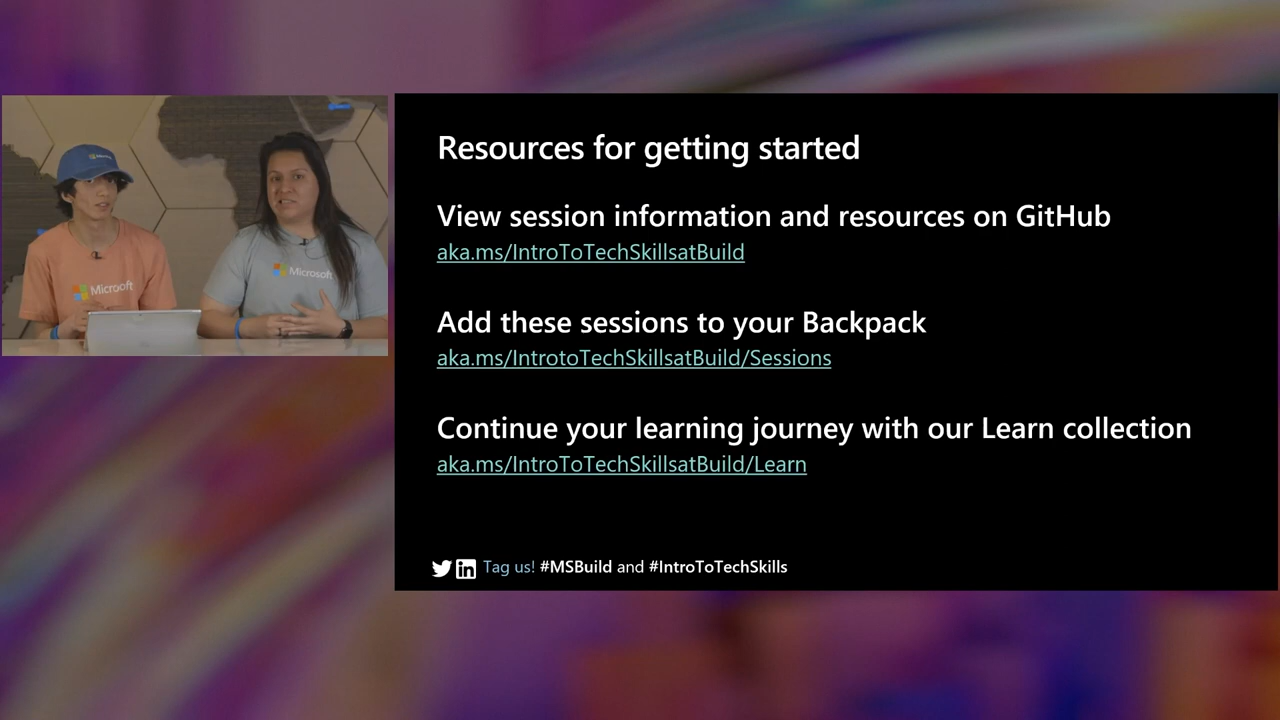 Resources for getting started
View session information and resources on GitHub
aka.ms/IntroToTechSkillsatBuild
Add these sessions to your Backpack
aka.ms/IntrotoTechSkillsatBuild/Sessions
Continue your learning journey with our Learn collection
aka.ms/IntroToTechSkillsatBuild/Learn
Tag us! #MSBuild and #IntroToTechSkills
Microsoft
Microsoft